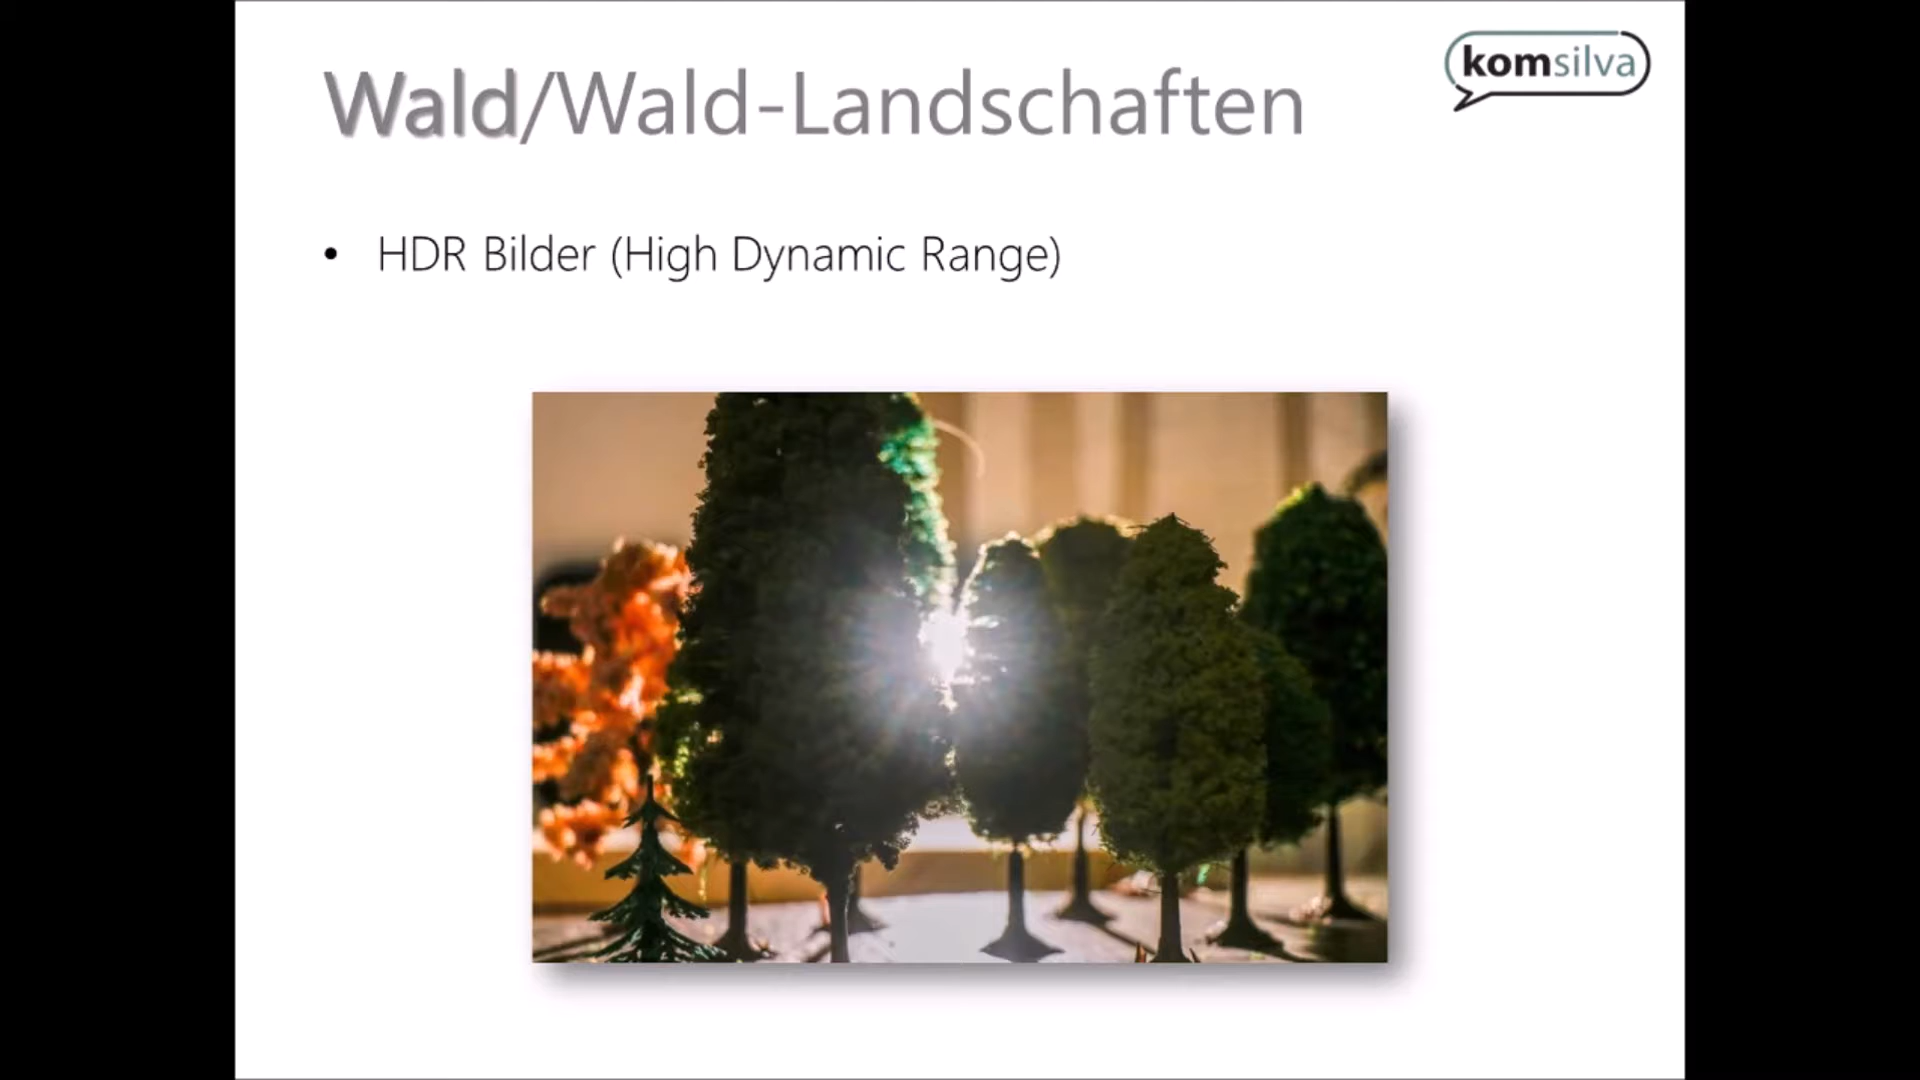 Wald/Wald-Landschaften
komsilva
• HDR Bilder (High Dynamic Range)